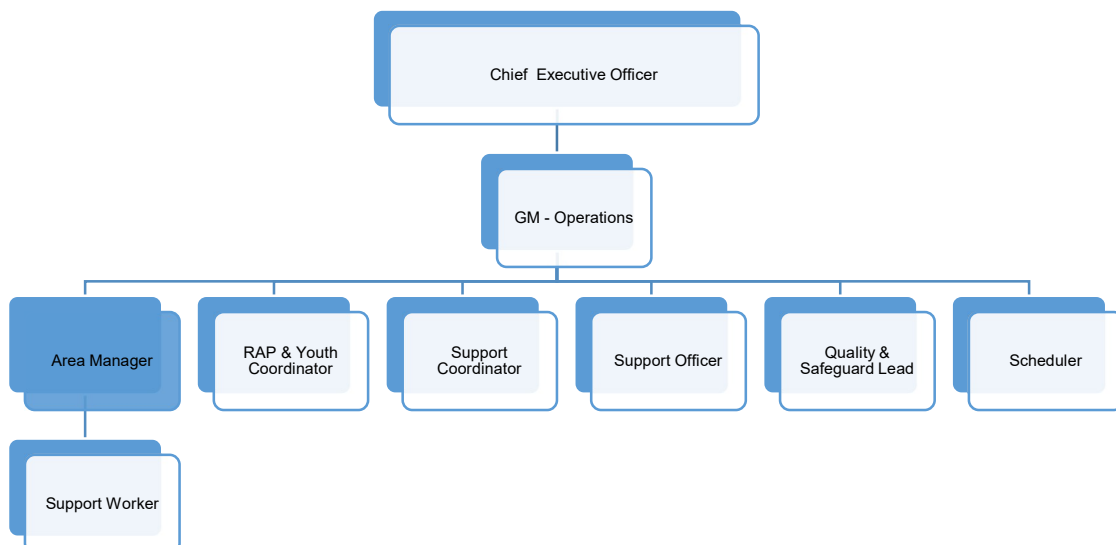 Chief  Executive Officer
GM - Operations
Area Manager
RAP & Youth
Coordinator
Support
Coordinator
Support Officer
Quality &
Safeguard Lead
Scheduler
Support Worker